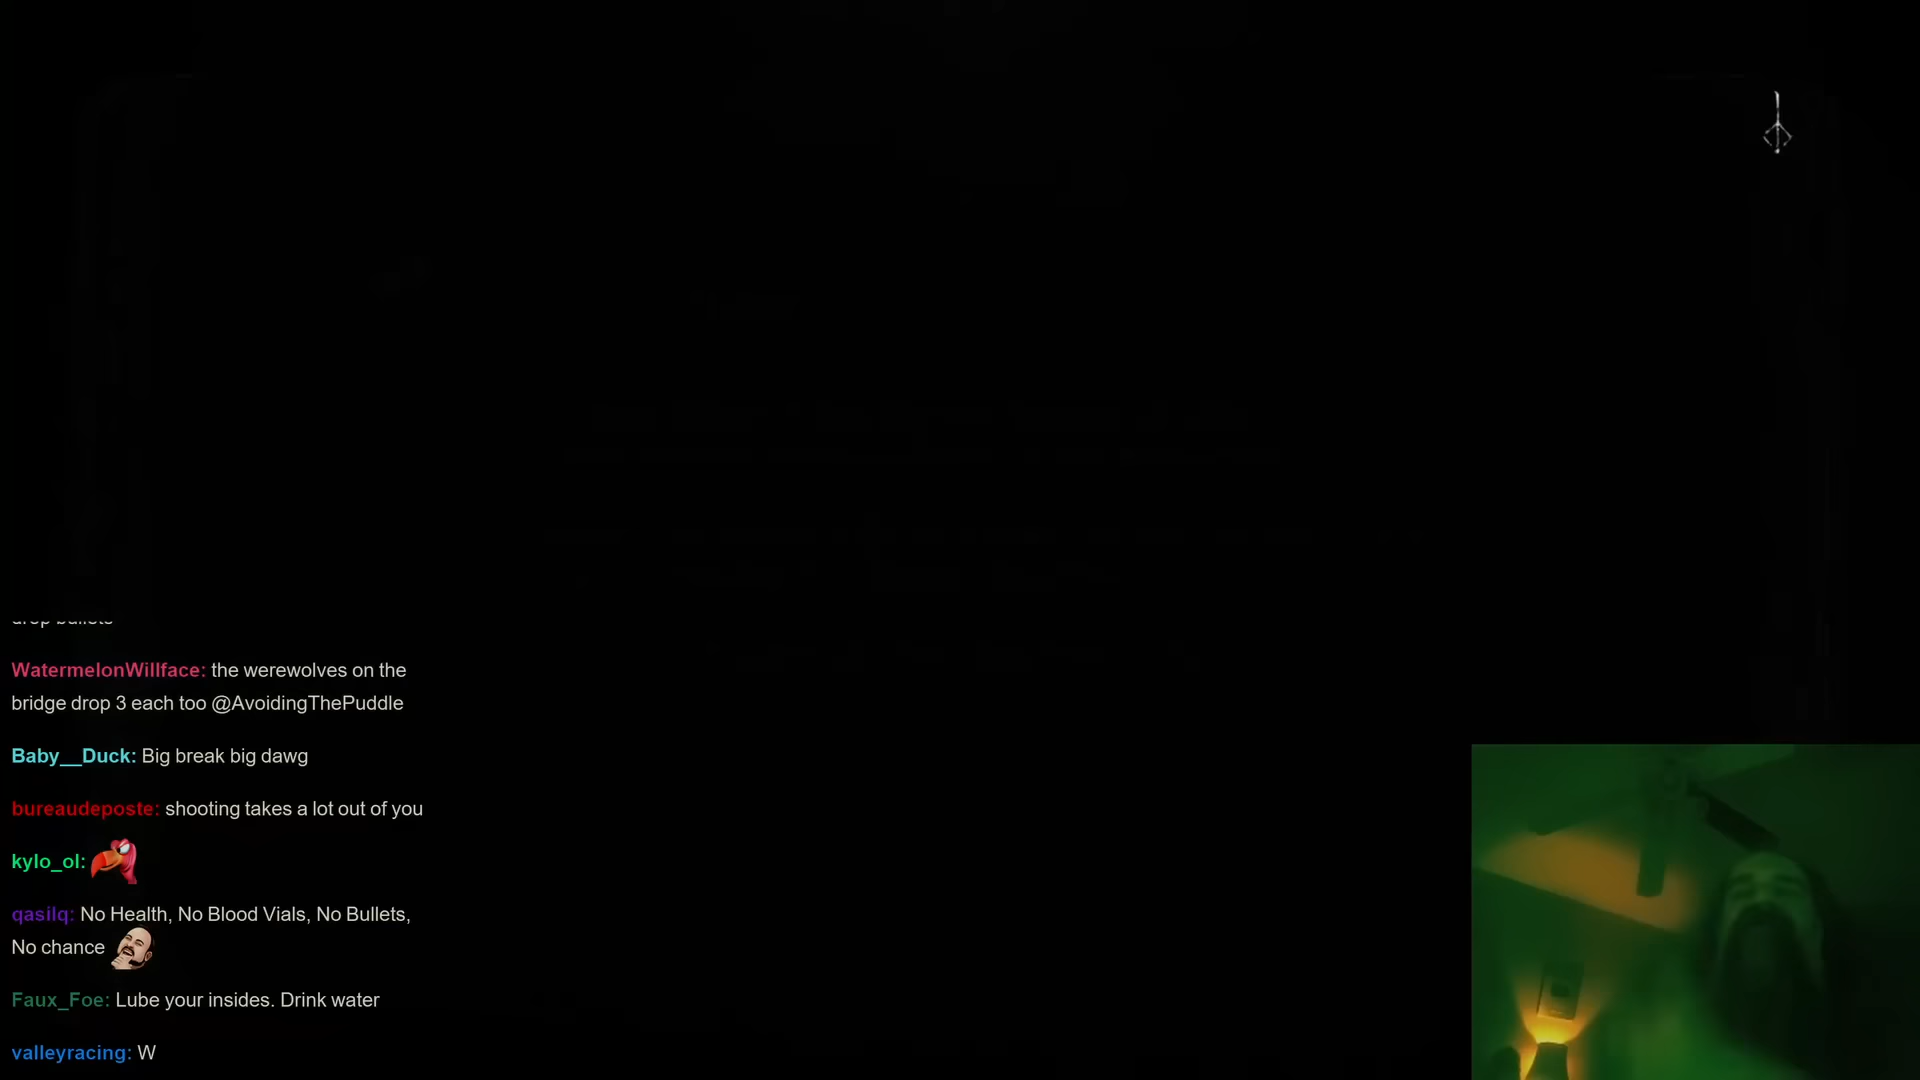 drop bullets
WatermelonWillface: the werewolves on the
bridge drop 3 each too @AvoidingThePuddle
Baby__Duck: Big break big dawg
bureaudeposte: shooting takes a lot out of you
kylo_ol:
qasilq: No Health, No Blood Vials, No Bullets,
No chance
Faux_Foe: Lube your insides. Drink water
valleyracing: W